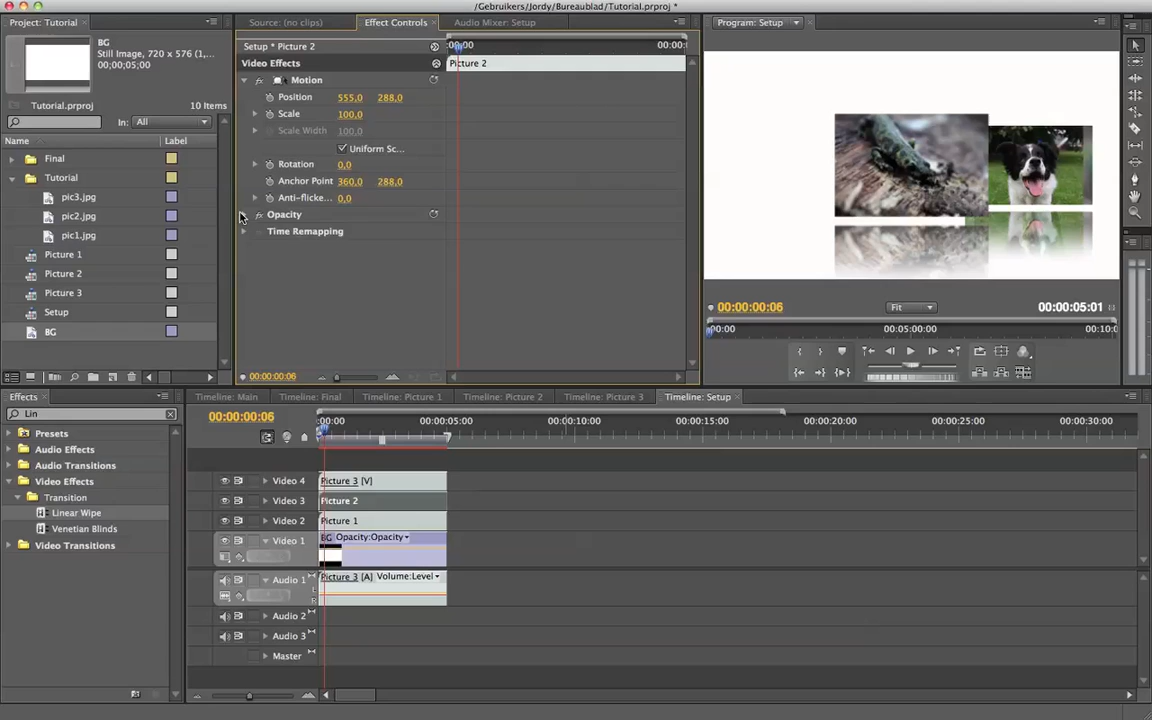 /Gebruikers/Jordy/Bureaublad/Tutorial.prproj *
Project: Tutorial
Source: (no clips)
Effect Controls
Audio Mixer: Setup
Program: Setup
BG
Still Image, 720 x 576 (1,...
00;00;05;00
Tutorial.prproj
10 Items
In: All
Name
Label
Final
Tutorial
pic3.jpg
pic2.jpg
pic1.jpg
Picture 1
Picture 2
Picture 3
Setup
BG
Setup * Picture 2
Video Effects
Motion
Position 555,0 288,0
Scale 100,0
Scale Width 100,0
Uniform Sc...
Rotation 0,0
Anchor Point 360,0 288,0
Anti-flicke... 0,0
Opacity
Time Remapping
:00:00
00:00:
Picture 2
00:00:00:06
00:00:00:06
Fit
00:00:05:01
:00:00
00:05:00:00
00:10:0
Effects
Lin
Presets
Audio Effects
Audio Transitions
Video Effects
Transition
Linear Wipe
Venetian Blinds
Video Transitions
Timeline: Main
Timeline: Final
Timeline: Picture 1
Timeline: Picture 2
Timeline: Picture 3
Timeline: Setup
00:00:00:06
:00:00
00:00:05:00
00:00:10:00
00:00:15:00
00:00:20:00
00:00:25:00
00:00:30:00
Video 4
Picture 3 [V]
Video 3
Picture 2
Video 2
Picture 1
Video 1
BG Opacity:Opacity
Audio 1
Picture 3 [A] Volume:Level
L
R
Audio 2
Audio 3
Master